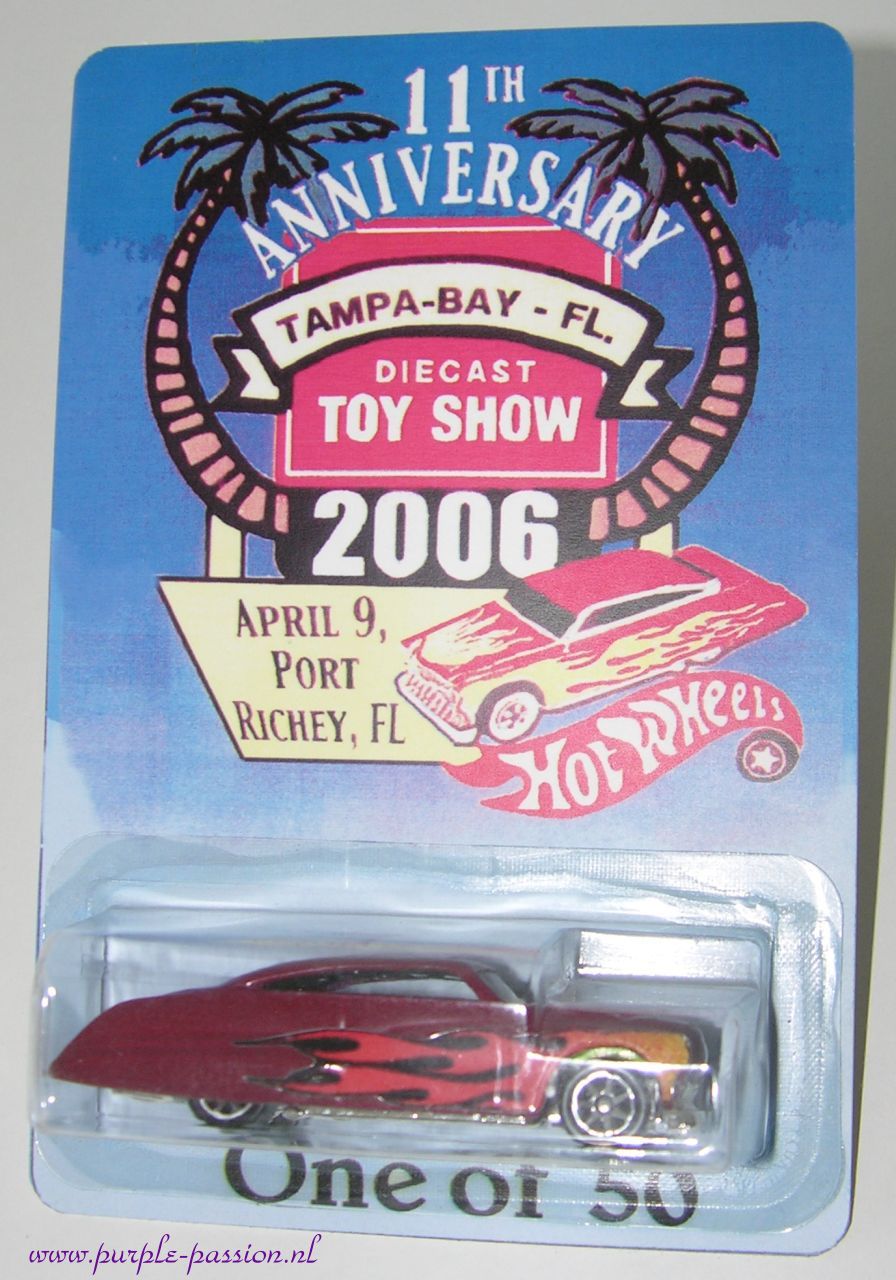 11TH
ANNIVERSARY
TAMPA-BAY - FL.
DIECAST
TOY SHOW
2006
APRIL 9,
PORT
RICHEY, FL
HOT WHEELS
One of 50
www.purple-passion.nl